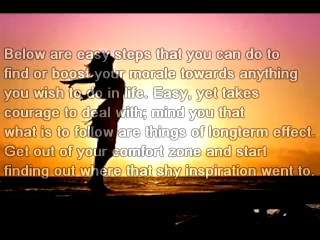 Below are easy steps that you can do to
find or boost your morale towards anything
you wish to do in life. Easy, yet takes
courage to deal with; mind you that
what is to follow are things of longterm effect.
Get out of your comfort zone and start
finding out where that shy inspiration went to.